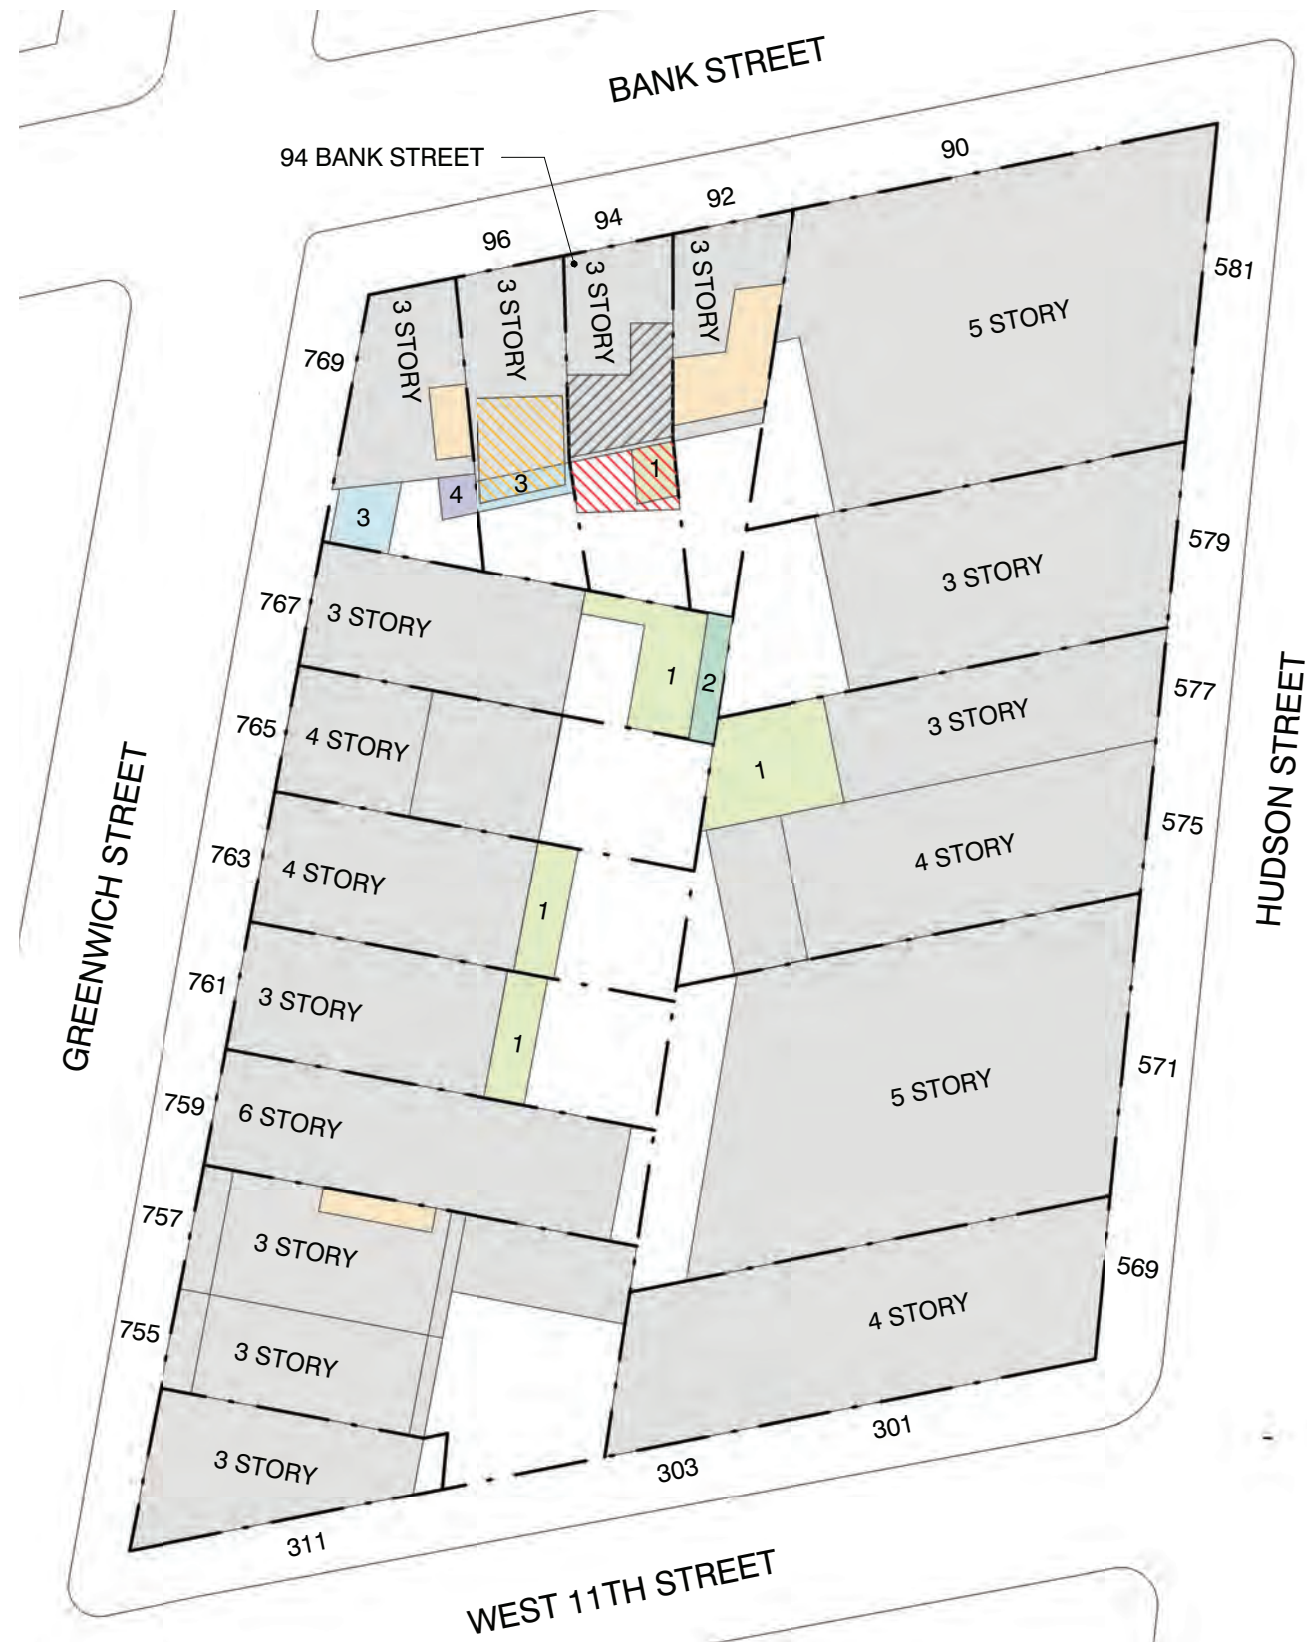 BANK STREET
94 BANK STREET
90
92
94
96
3 STORY
3 STORY
3 STORY
3 STORY
5 STORY
581
769
1
3
4
3
579
3 STORY
767
3 STORY
1
2
577
3 STORY
765
4 STORY
1
HUDSON STREET
575
4 STORY
763
4 STORY
1
GREENWICH STREET
761
3 STORY
1
571
5 STORY
759
6 STORY
757
3 STORY
569
4 STORY
755
3 STORY
301
3 STORY
303
311
WEST 11TH STREET